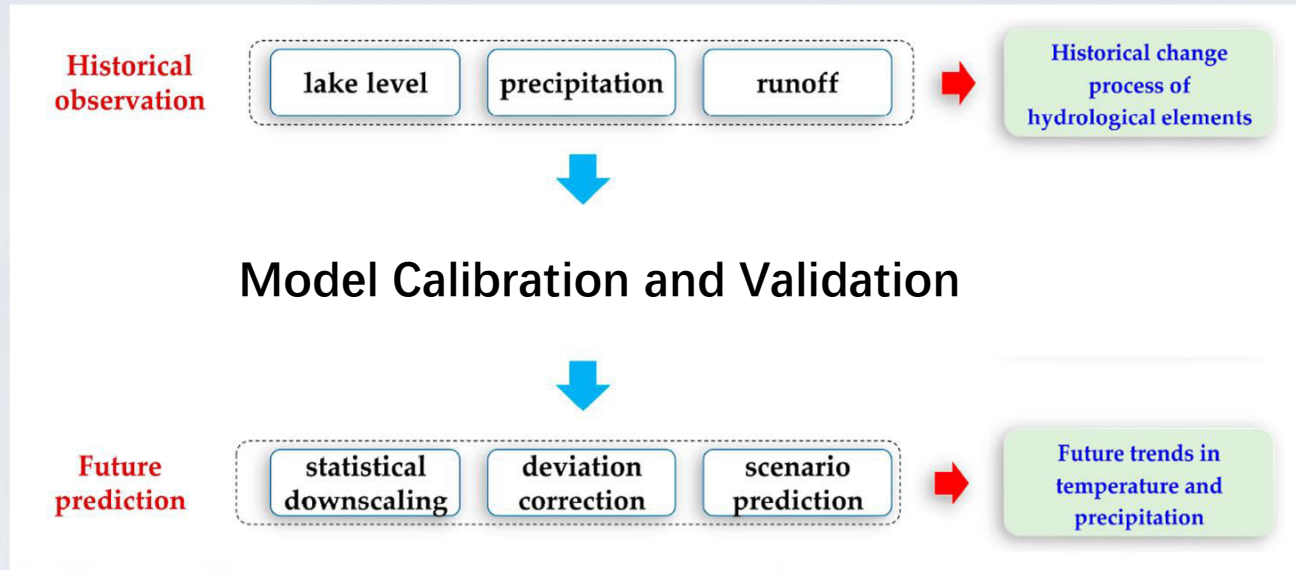 Historical
observation
lake level
precipitation
runoff
Historical change
process of
hydrological elements
Model Calibration and Validation
Future
prediction
statistical
downscaling
deviation
correction
scenario
prediction
Future trends in
temperature and
precipitation